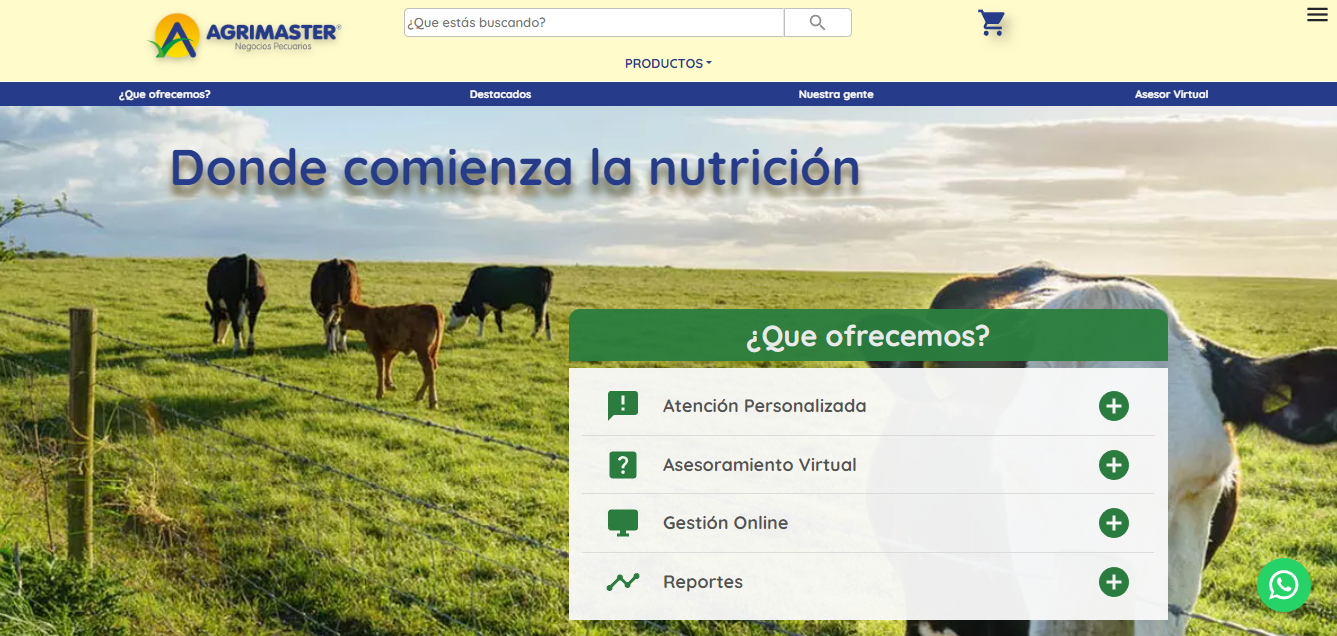 AGRIMASTER®
Negocios Pecuarios
¿Que estás buscando?
PRODUCTOS
¿Que ofrecemos?
Destacados
Nuestra gente
Asesor Virtual
Donde comienza la nutrición
¿Que ofrecemos?
Atención Personalizada
Asesoramiento Virtual
Gestión Online
Reportes